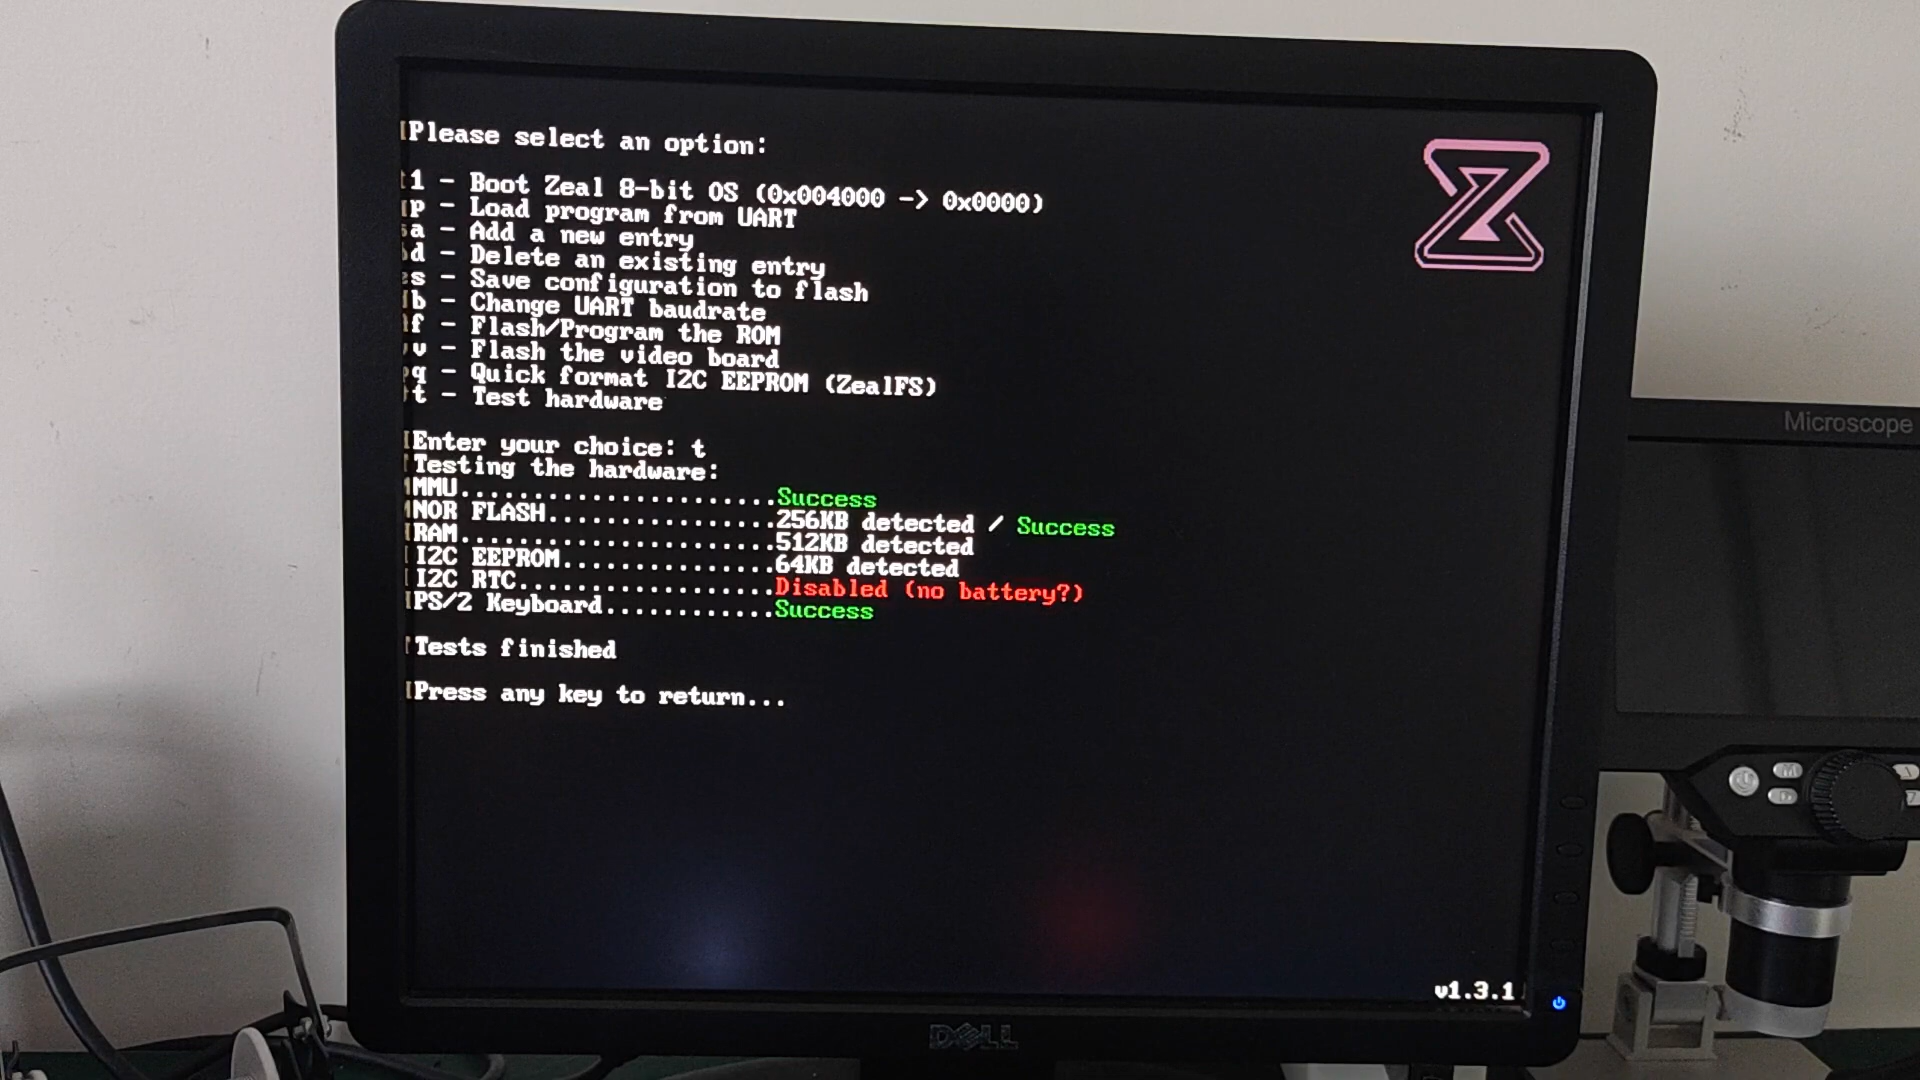 Please select an option:
1 - Boot Zeal 8-bit OS (0x004000 -> 0x0000)
p - Load program from UART
a - Add a new entry
d - Delete an existing entry
s - Save configuration to flash
b - Change UART baudrate
f - Flash/Program the ROM
v - Flash the video board
q - Quick format I2C EEPROM (ZealFS)
t - Test hardware
Enter your choice: t
Testing the hardware:
MMU......................Success
NOR FLASH................256KB detected / Success
RAM......................512KB detected
I2C EEPROM...............64KB detected
I2C RTC..................Disabled (no battery?)
PS/2 Keyboard............Success
Tests finished
Press any key to return...
v1.3.1
DELL
Microscope